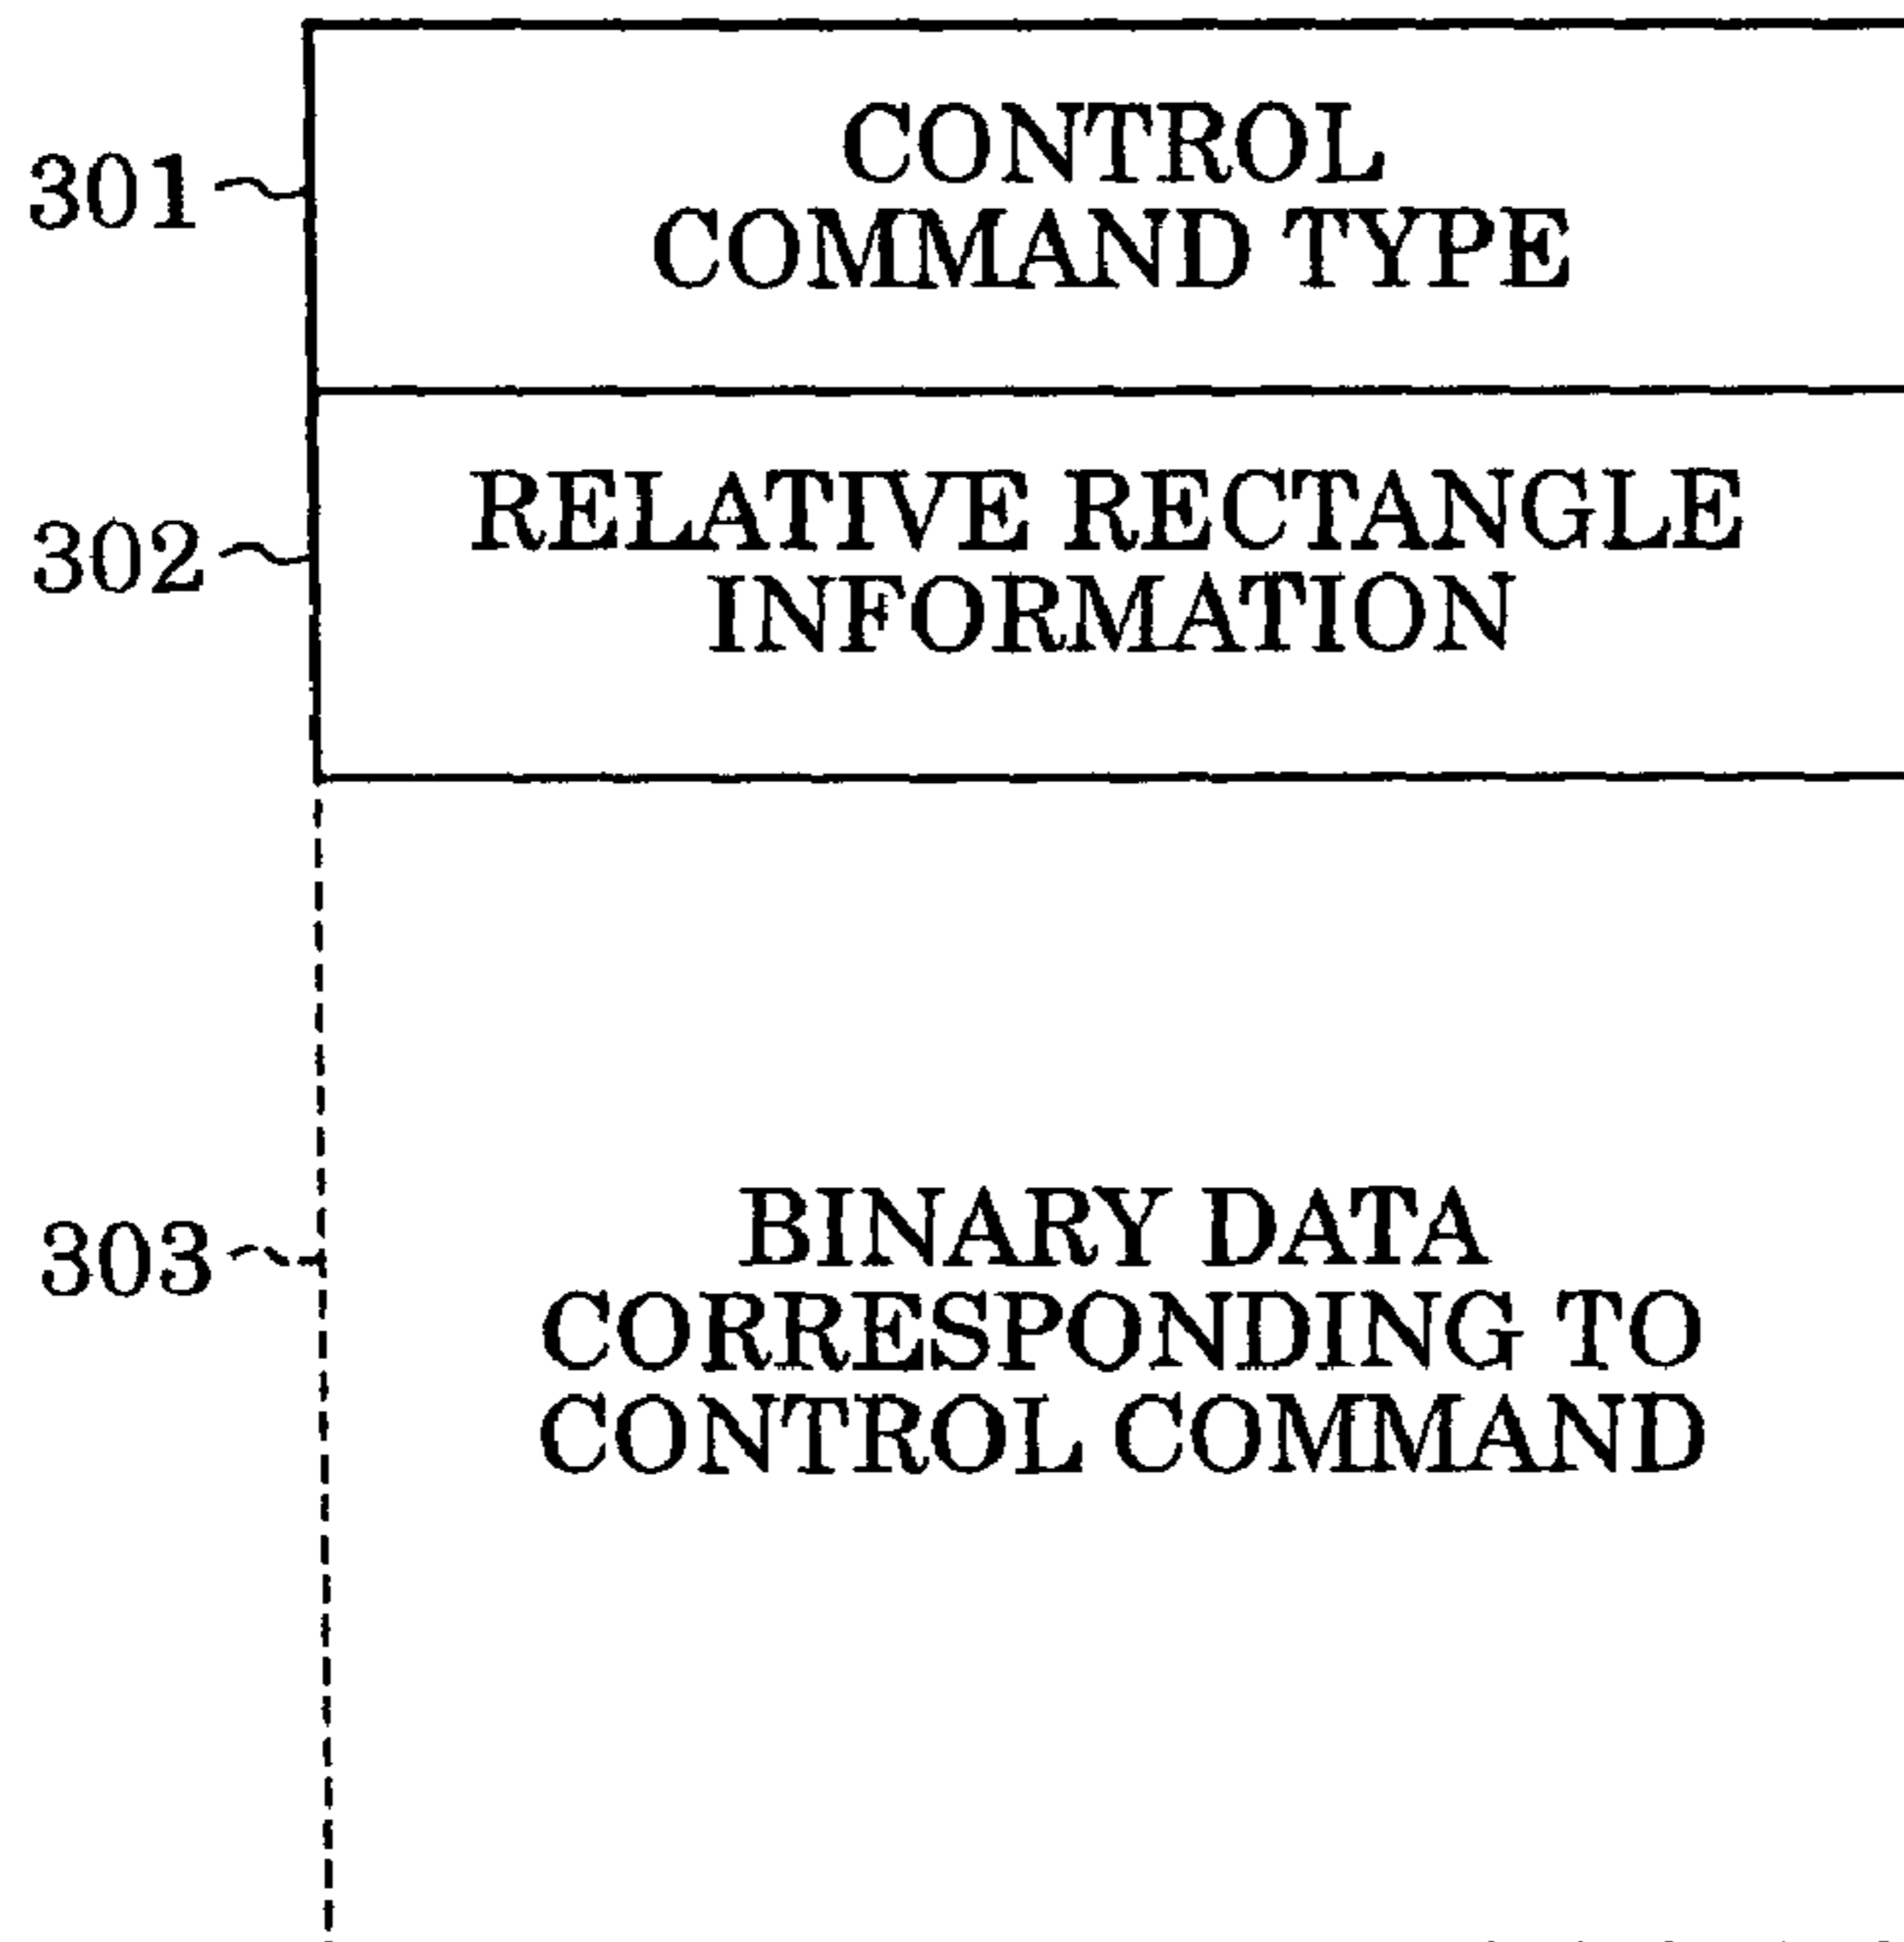 301
CONTROL
COMMAND TYPE
302
RELATIVE RECTANGLE
INFORMATION
303
BINARY DATA
CORRESPONDING TO
CONTROL COMMAND